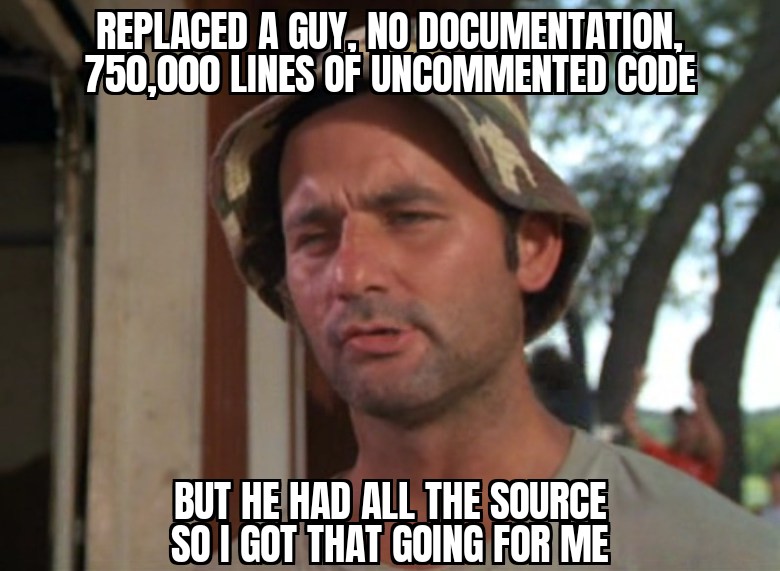 REPLACED A GUY, NO DOCUMENTATION,
750,000 LINES OF UNCOMMENTED CODE
BUT HE HAD ALL THE SOURCE
SO I GOT THAT GOING FOR ME